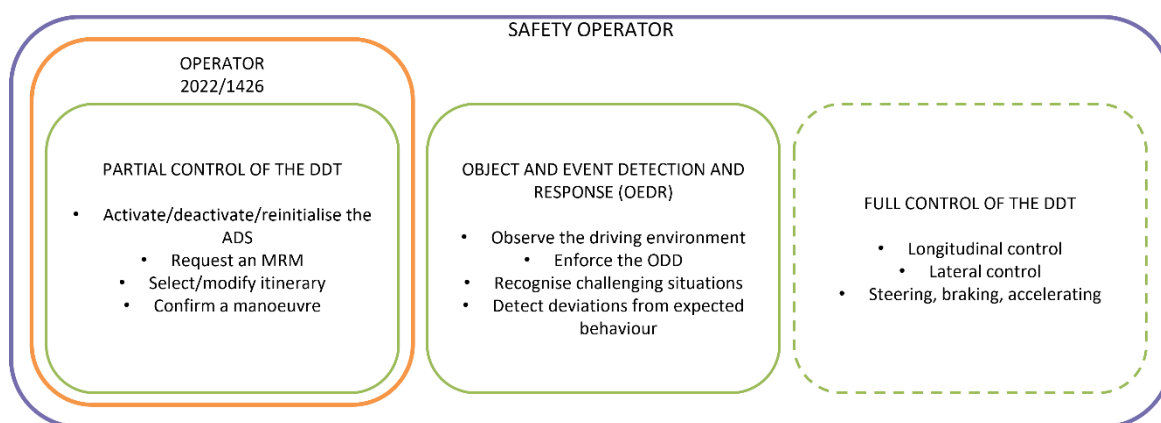 SAFETY OPERATOR
OPERATOR
2022/1426
PARTIAL CONTROL OF THE DDT
• Activate/deactivate/reinitialise the
ADS
• Request an MRM
• Select/modify itinerary
• Confirm a manoeuvre
OBJECT AND EVENT DETECTION AND
RESPONSE (OEDR)
• Observe the driving environment
• Enforce the ODD
• Recognise challenging situations
• Detect deviations from expected
behaviour
FULL CONTROL OF THE DDT
• Longitudinal control
• Lateral control
• Steering, braking, accelerating